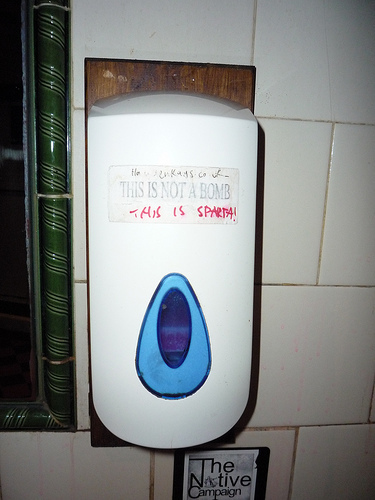 THIS IS NOT A BOMB
THIS IS SPARTA!
The
Native
Campaign